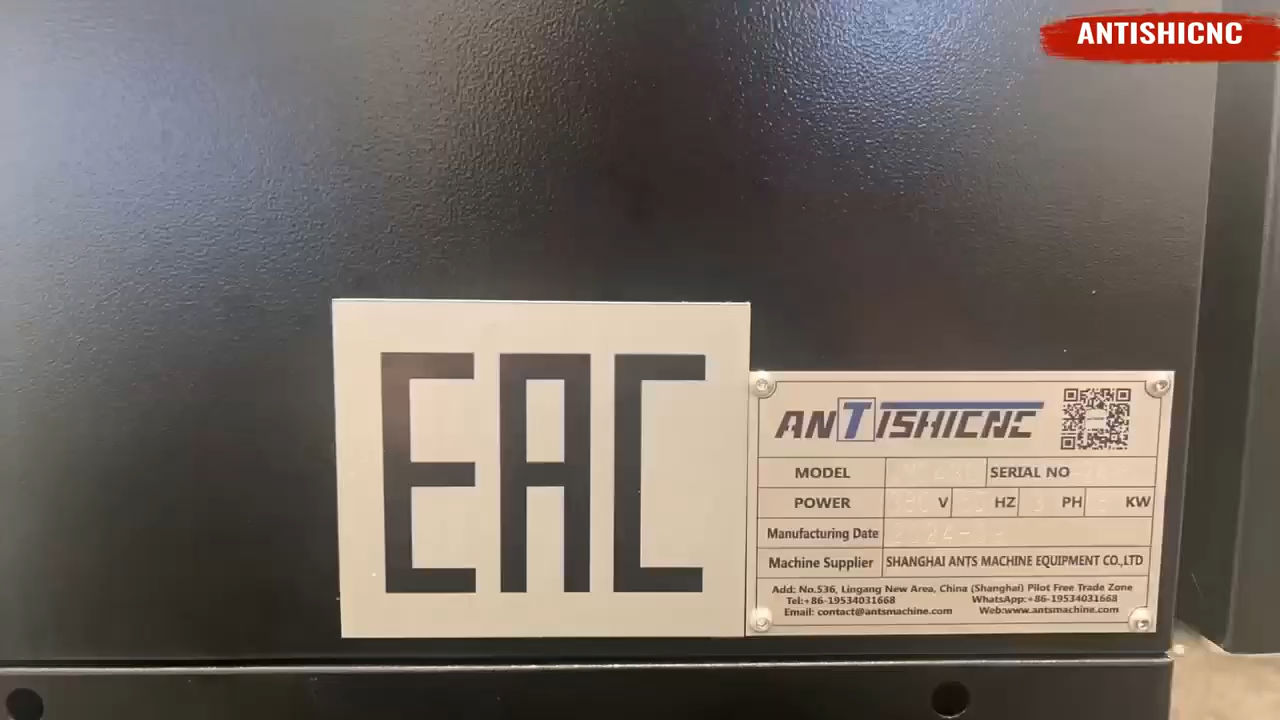 ANTISHICNC
EAC
ANTISHICNC
MODEL SERIAL NO
POWER V HZ PH KW
Manufacturing Date
Machine Supplier SHANGHAI ANTS MACHINE EQUIPMENT CO.,LTD
Add: No.536, Lingang New Area, China (Shanghai) Pilot Free Trade Zone
Tel:+86-19534031668 WhatsApp:+86-19534031668
Email: contact@antsmachine.com Web:www.antsmachine.com